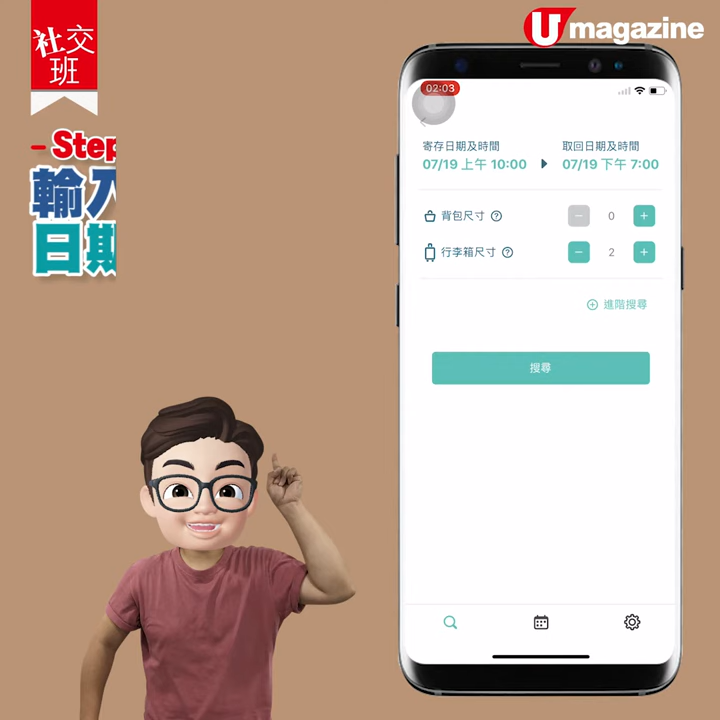 社交班
U magazine
- Step
輸入
日期
02:03
寄存日期及時間
取回日期及時間
07/19 上午 10:00
07/19 下午 7:00
背包尺寸
0
行李箱尺寸
2
進階搜尋
搜尋